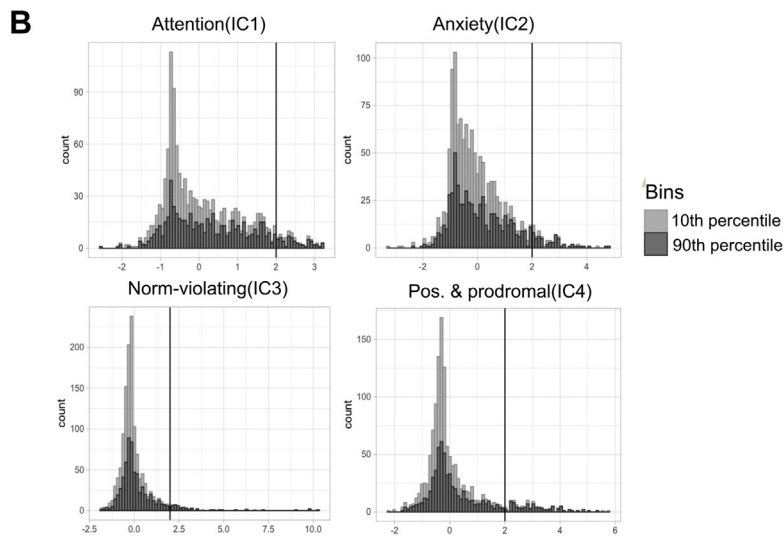 B
Attention(IC1)
count
90
60
30
0
-2 -1 0 1 2 3
Anxiety(IC2)
count
100
75
50
25
0
-2 0 2 4
Norm-violating(IC3)
count
200
150
100
50
0
-2.5 0.0 2.5 5.0 7.5 10.0
Pos. & prodromal(IC4)
count
150
100
50
0
-2 0 2 4 6
Bins
10th percentile
90th percentile